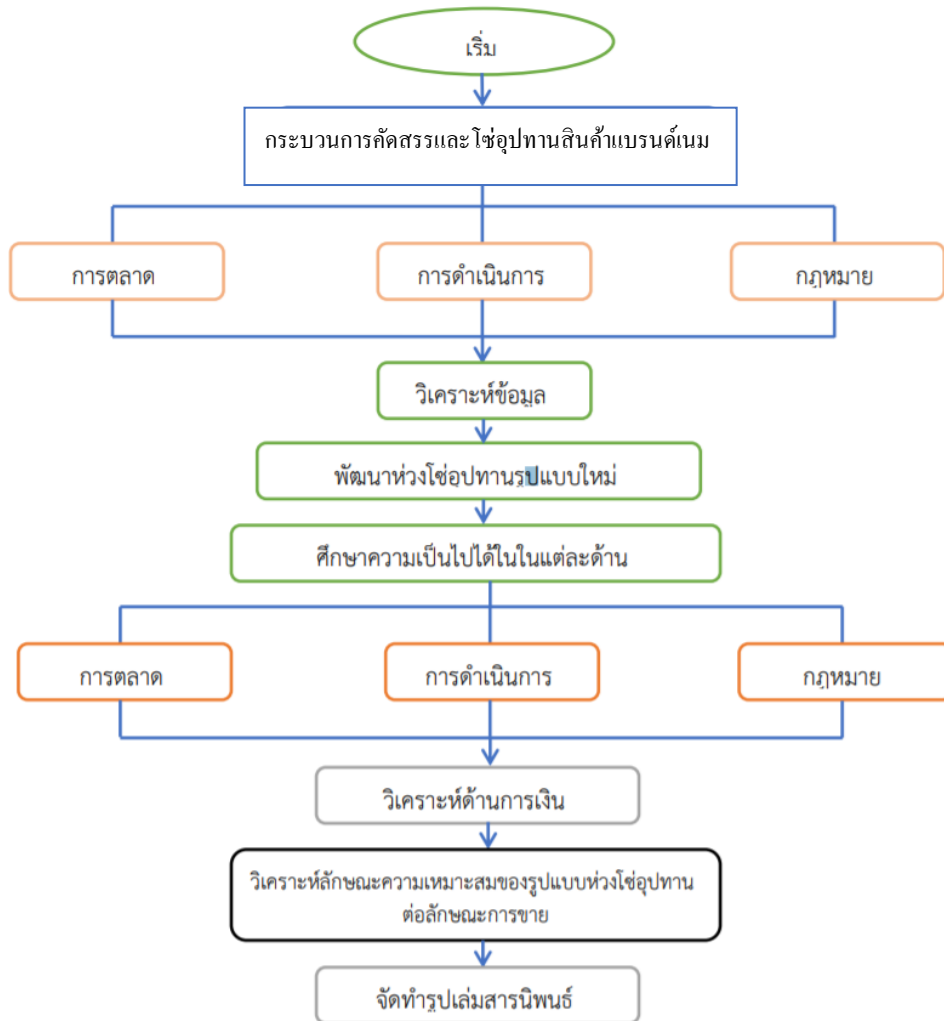 เริ่ม
กระบวนการคัดสรรและโซ่อุปทานสินค้าแบรนด์เนม
การตลาด
การดำเนินการ
กฎหมาย
วิเคราะห์ข้อมูล
พัฒนาห่วงโซ่อุปทานรูปแบบใหม่
ศึกษาความเป็นไปได้ในในแต่ละด้าน
การตลาด
การดำเนินการ
กฎหมาย
วิเคราะห์ด้านการเงิน
วิเคราะห์ลักษณะความเหมาะสมของรูปแบบห่วงโซ่อุปทาน
ต่อลักษณะการขาย
จัดทำรูปเล่มสารนิพนธ์